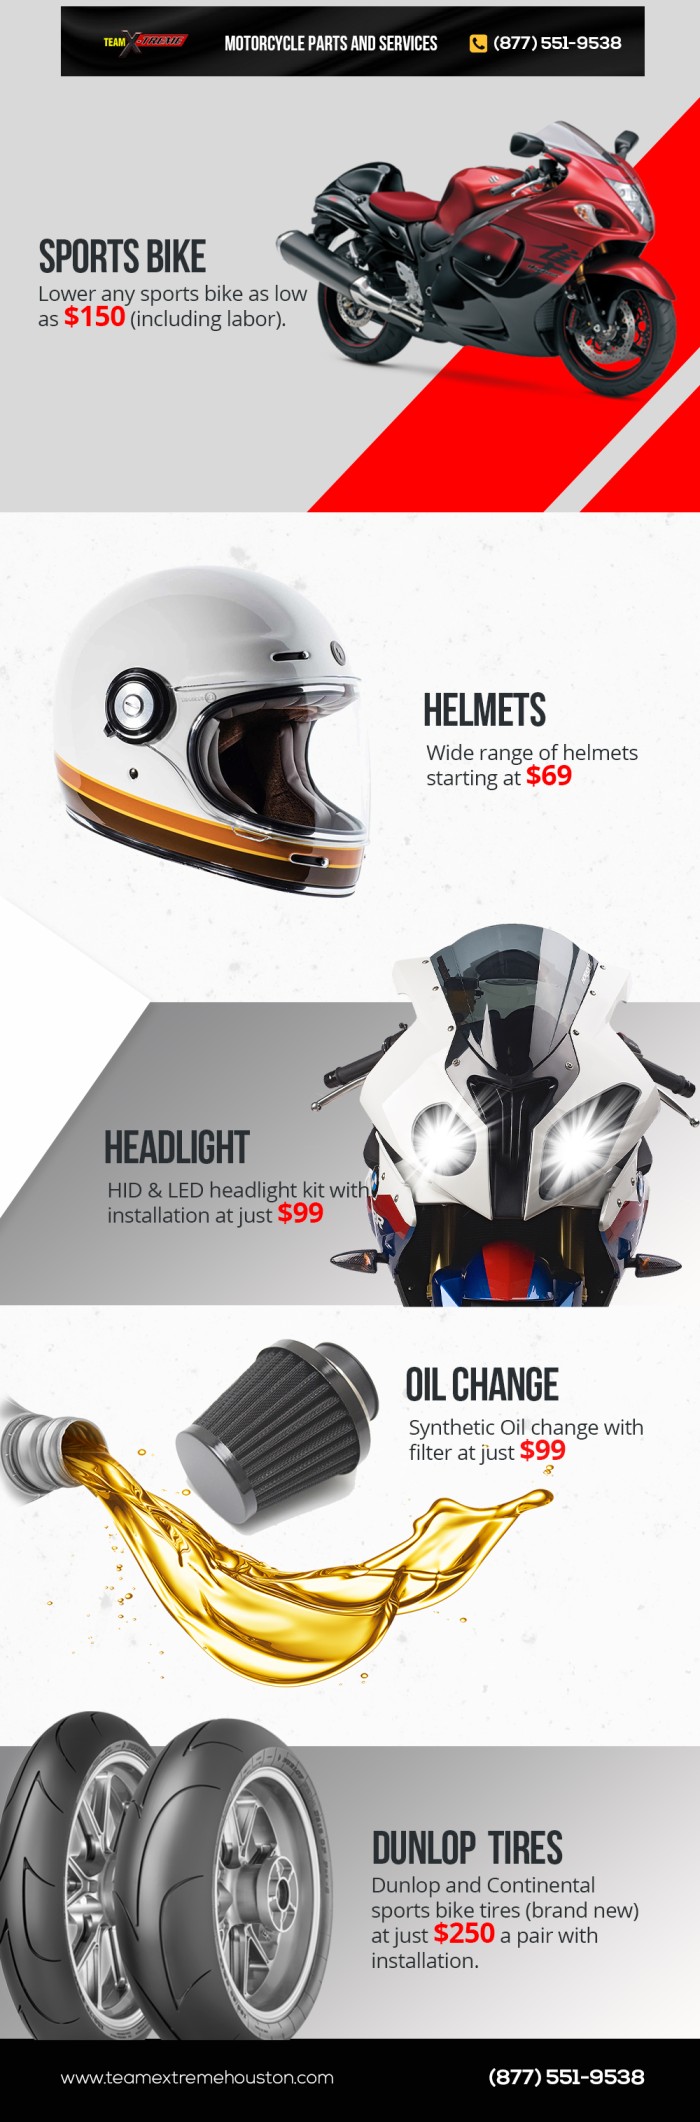 TEAM X-TREME
MOTORCYCLE PARTS AND SERVICES
(877) 551-9538
SPORTS BIKE
Lower any sports bike as low
as $150 (including labor).
HELMETS
Wide range of helmets
starting at $69
HEADLIGHT
HID & LED headlight kit with
installation at just $99
OIL CHANGE
Synthetic Oil change with
filter at just $99
DUNLOP TIRES
Dunlop and Continental
sports bike tires (brand new)
at just $250 a pair with
installation.
www.teamextremehouston.com
(877) 551-9538